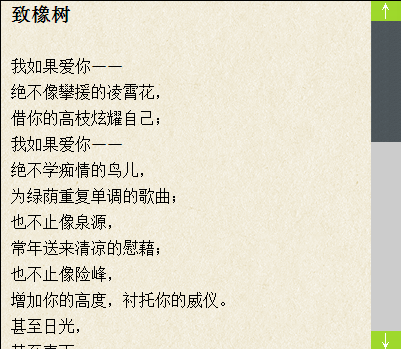 致橡树
我如果爱你——
绝不像攀援的凌霄花，
借你的高枝炫耀自己；
我如果爱你——
绝不学痴情的鸟儿，
为绿荫重复单调的歌曲；
也不止像泉源，
常年送来清凉的慰藉；
也不止像险峰，
增加你的高度，衬托你的威仪。
甚至日光，